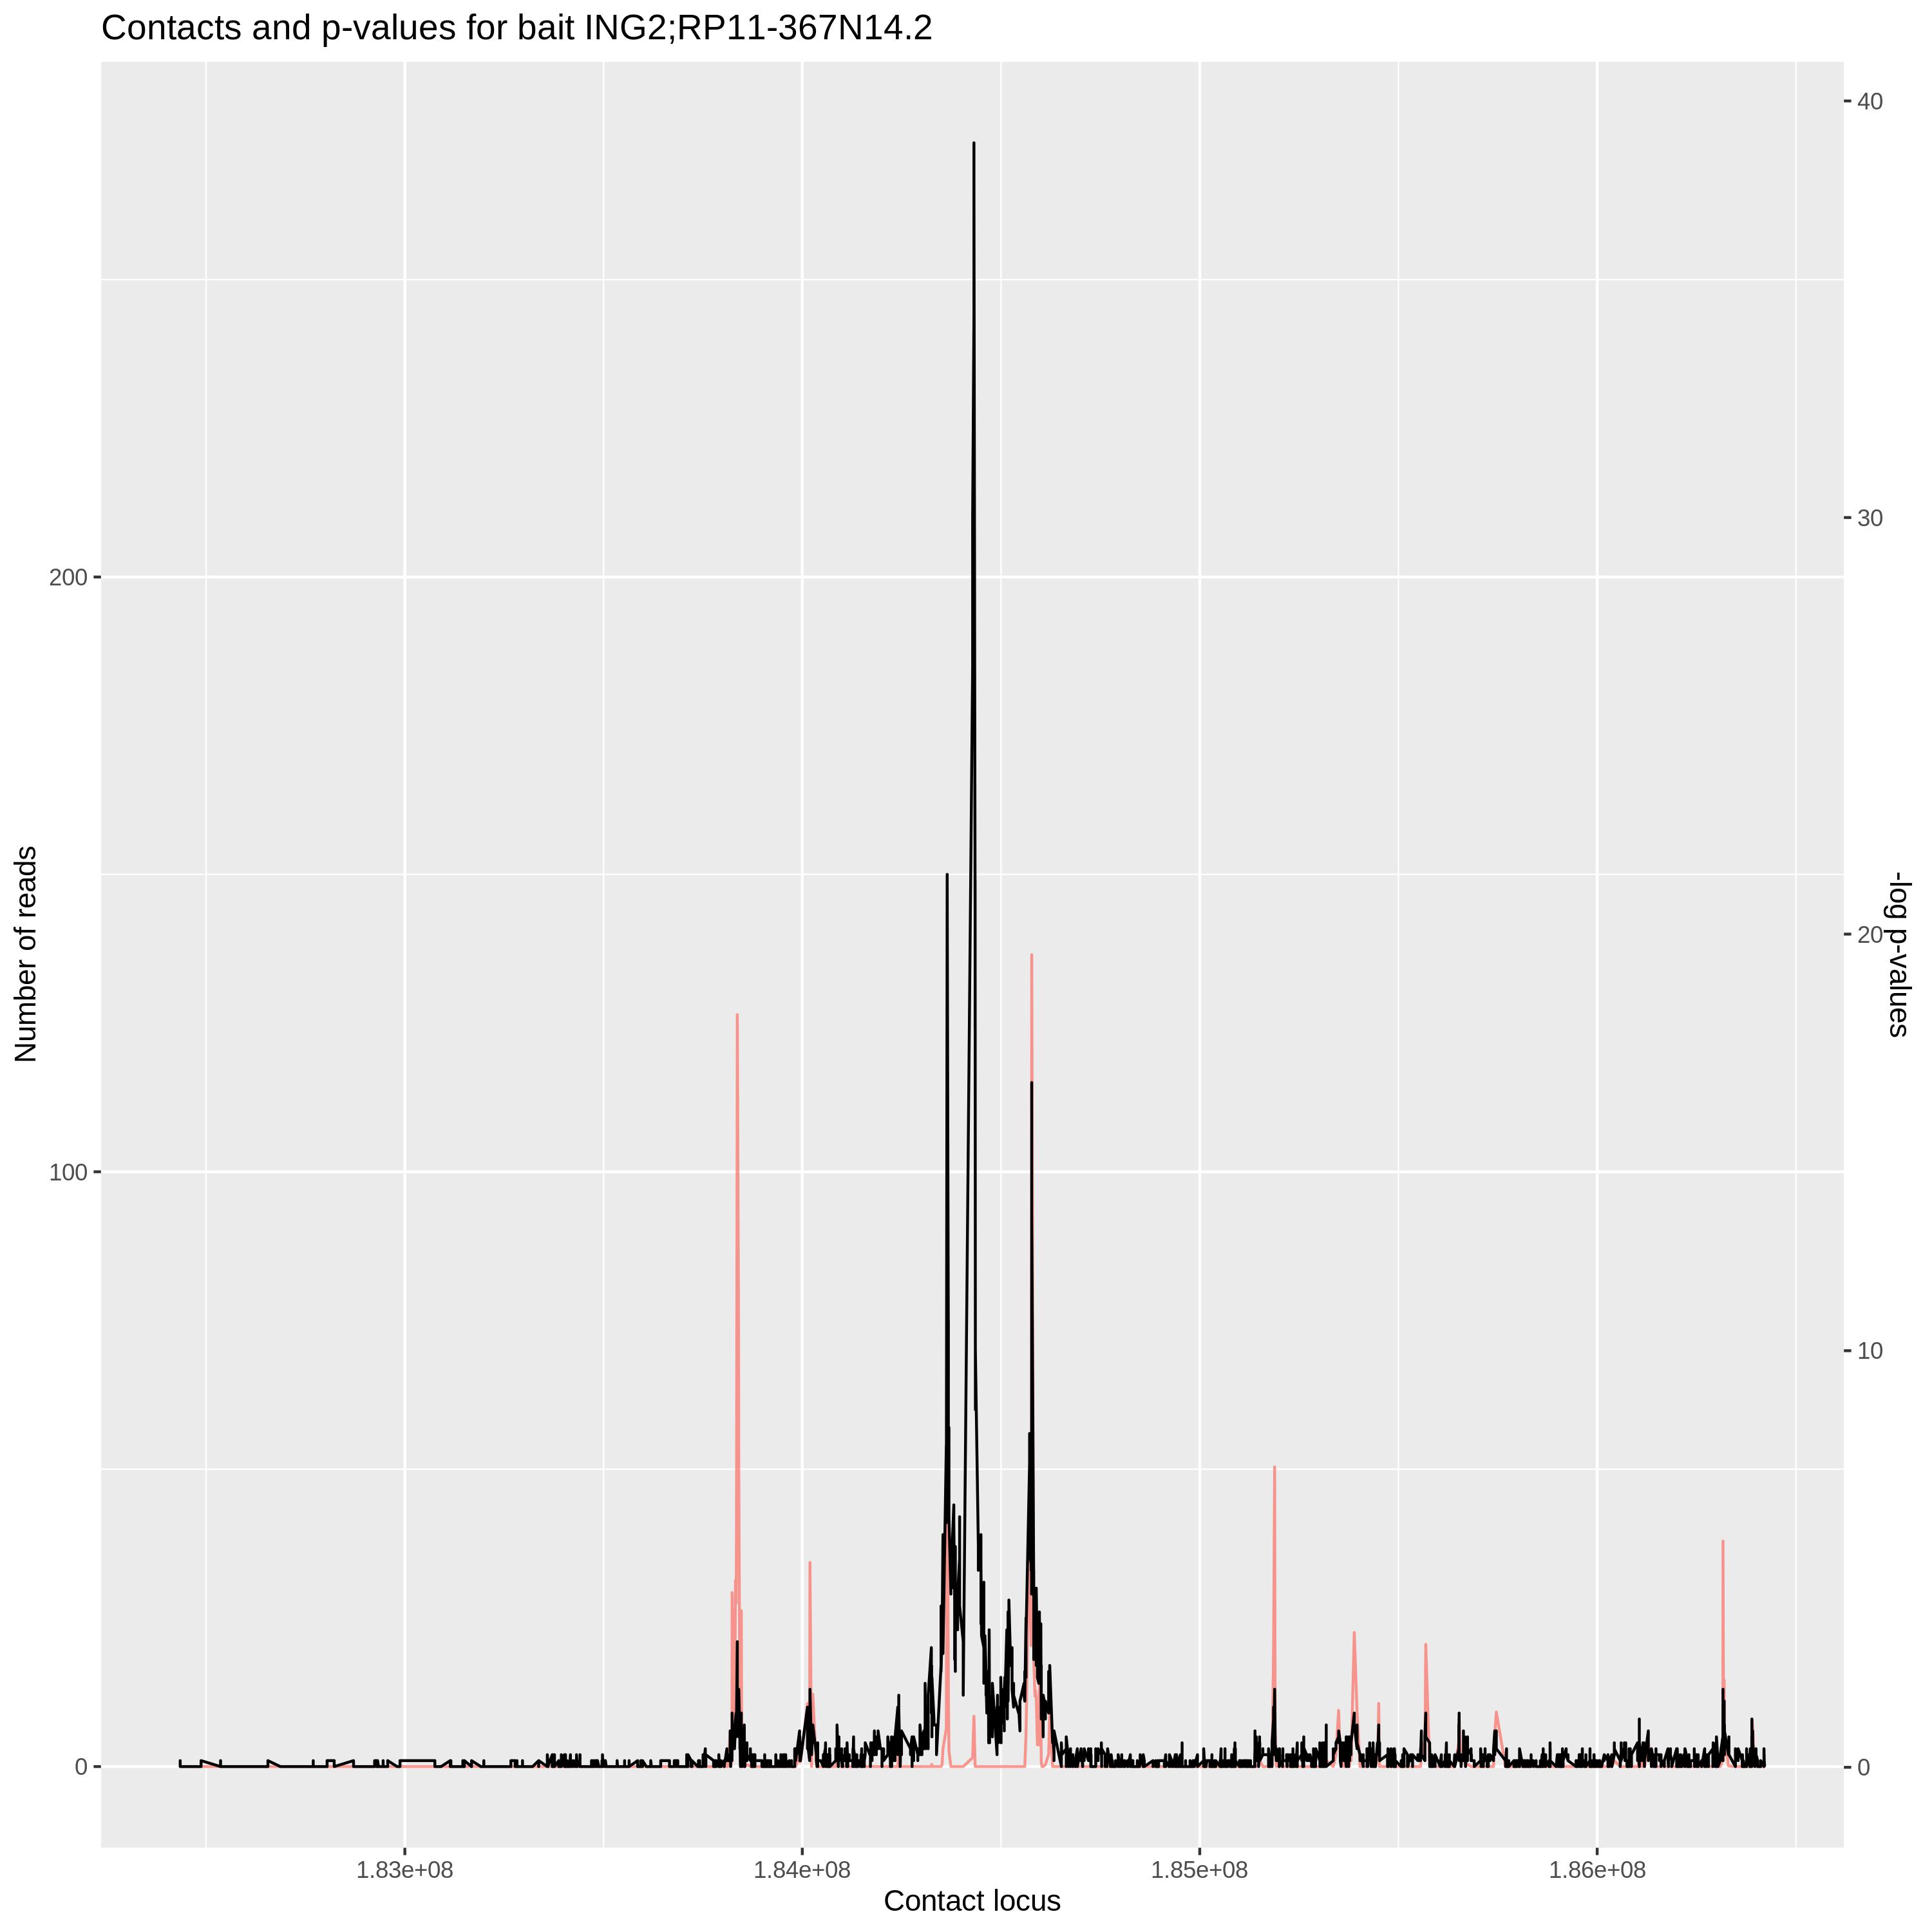 Contacts and p-values for bait ING2;RP11-367N14.2
40
30
200
Number of reads
-log p-values
20
100
10
0
0
1.83e+08
1.84e+08
1.85e+08
1.86e+08
Contact locus